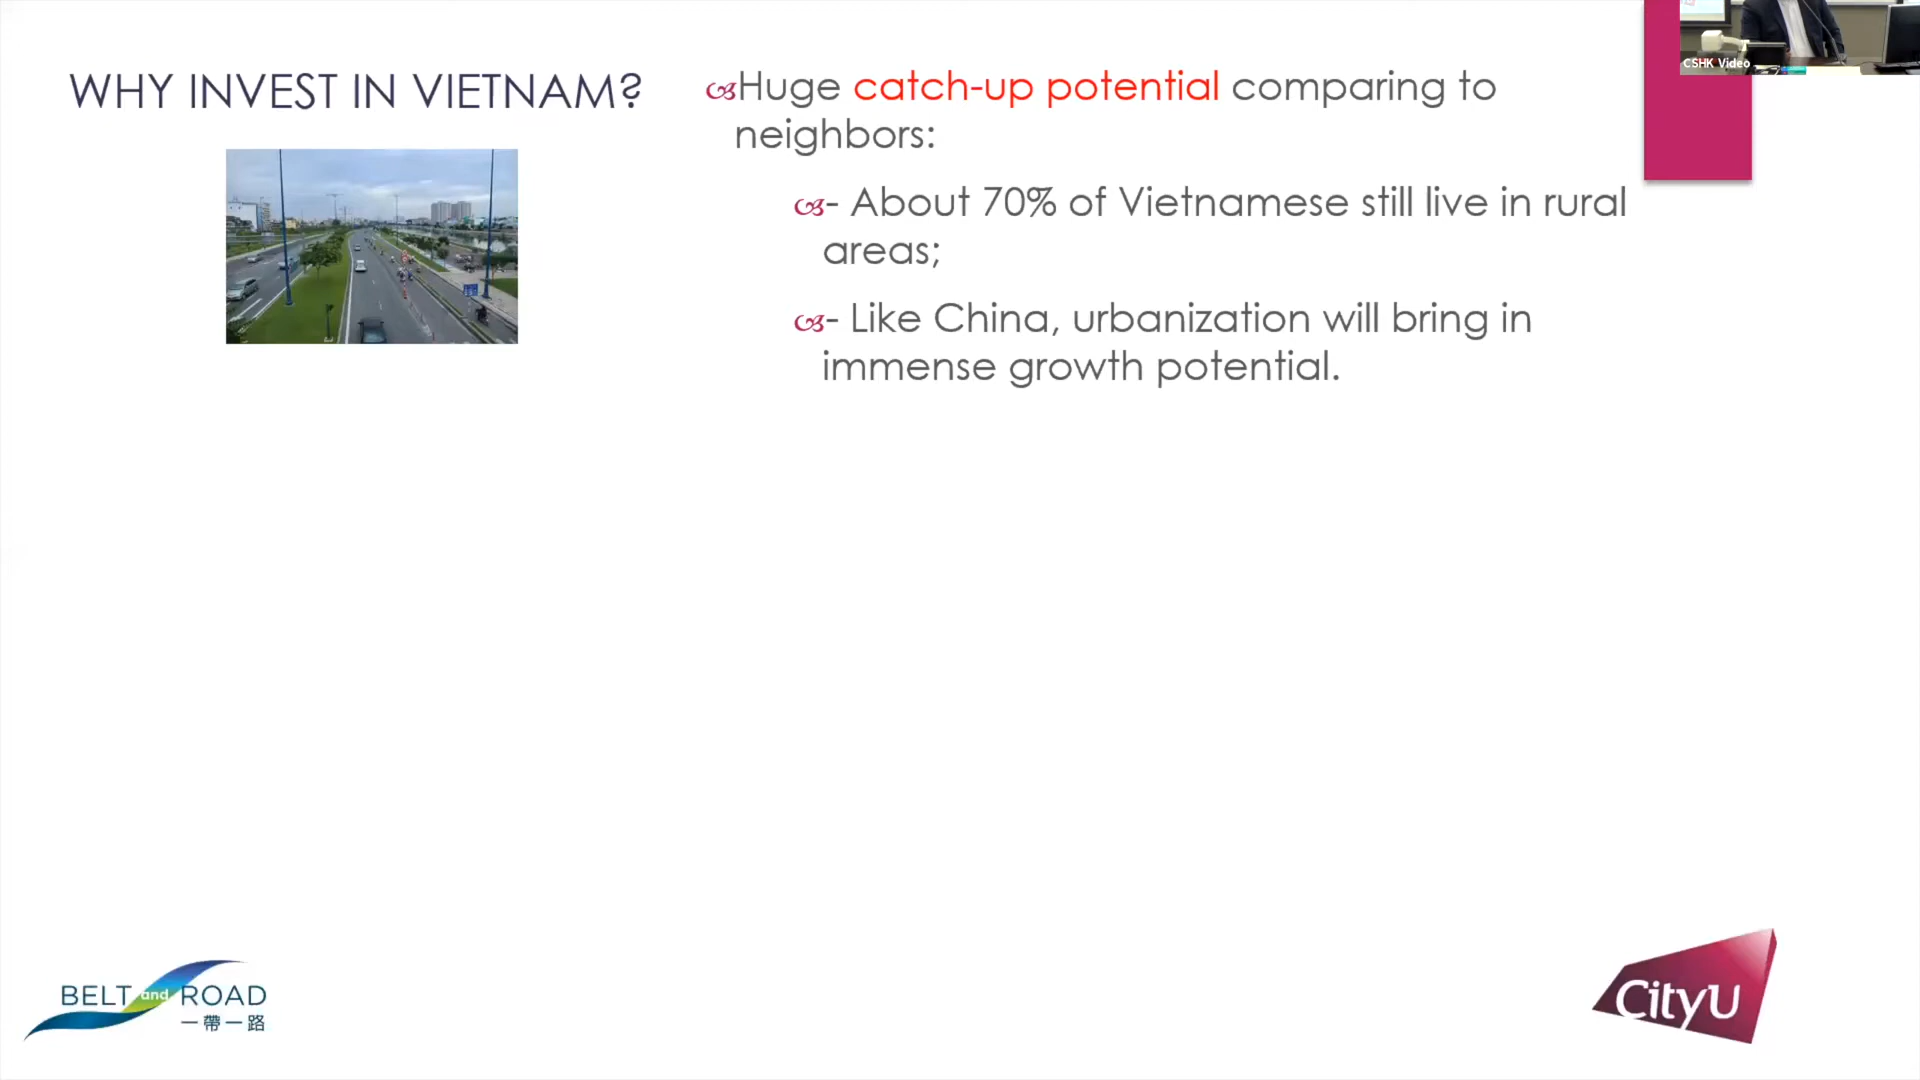 WHY INVEST IN VIETNAM?
Huge catch-up potential comparing to
neighbors:
- About 70% of Vietnamese still live in rural
areas;
- Like China, urbanization will bring in
immense growth potential.
CSHK Video
BELT and ROAD
一帶一路
CityU